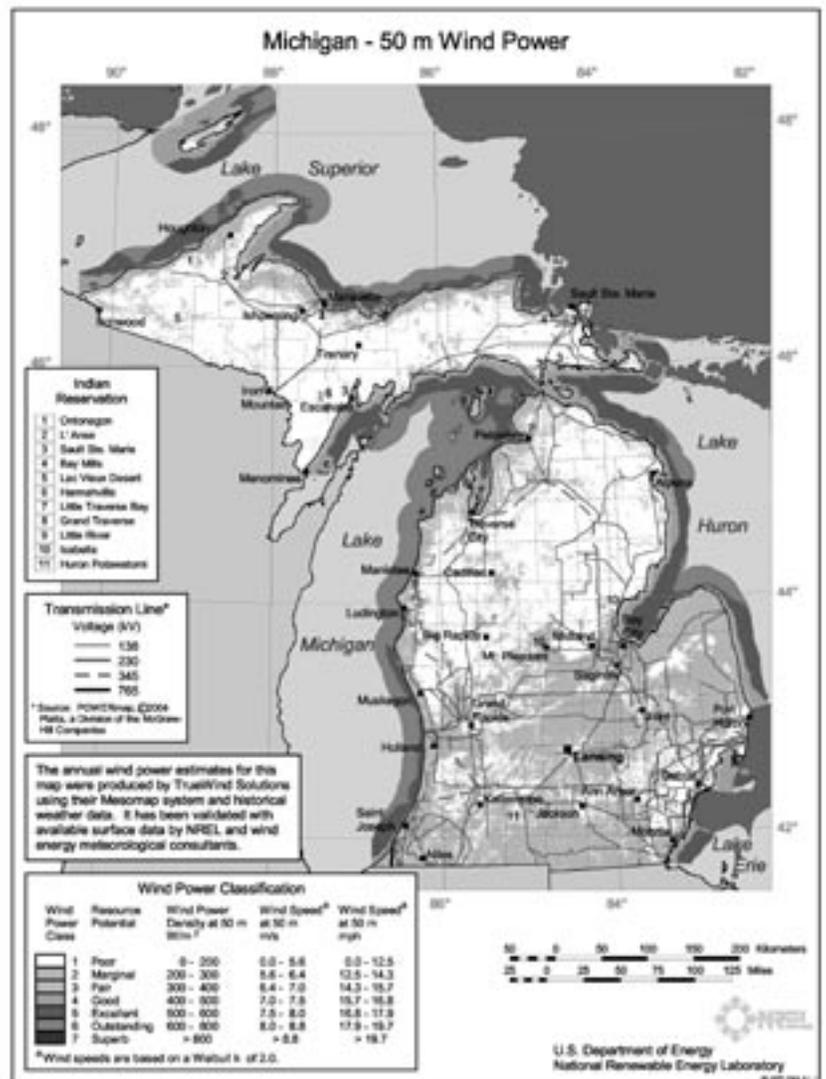 Michigan - 50 m Wind Power
90° 88° 86° 84° 82°
48° 48°
Lake Superior
Houghton
1
2
Marquette
Sault Ste. Marie
Ironwood
5
Ishpeming
4
Trenary
46° 46°
Iron Mountain
6 3
Escanaba
Menominee
Lake Huron
Traverse City
Lake Michigan
Manistee
Cadillac
44°
Ludington
Big Rapids
Mt. Pleasant
Midland
Bay City
Saginaw
Muskegon
Grand Rapids
Flint
Port Huron
Holland
Lansing
Detroit
Ann Arbor
Kalamazoo
11
Jackson
Saint Joseph
Monroe
42°
Niles
Lake Erie
86° 84°
Indian
Reservation
1 Ontonagon
2 L'Anse
3 Sault Ste. Marie
4 Bay Mills
5 Lac Vieux Desert
6 Hannahville
7 Little Traverse Bay
8 Grand Traverse
9 Little River
10 Isabella
11 Huron Potawatomi
Transmission Line*
Voltage (kV)
138
230
345
765
* Source: POWERmap, ©2004
Platts, a Division of the McGraw-
Hill Companies
The annual wind power estimates for this
map were produced by TrueWind Solutions
using their Mesomap system and historical
weather data. It has been validated with
available surface data by NREL and wind
energy meteorological consultants.
Wind Power Classification
Wind Power Class
Resource Potential
Wind Power Density at 50 m W/m²
Wind Speedª at 50 m m/s
Wind Speedª at 50 m mph
1 Poor 0 - 200 0.0 - 5.6 0.0 - 12.5
2 Marginal 200 - 300 5.6 - 6.4 12.5 - 14.3
3 Fair 300 - 400 6.4 - 7.0 14.3 - 15.7
4 Good 400 - 500 7.0 - 7.5 15.7 - 16.8
5 Excellent 500 - 600 7.5 - 8.0 16.8 - 17.9
6 Outstanding 600 - 800 8.0 - 8.8 17.9 - 19.7
7 Superb > 800 > 8.8 > 19.7
ª Wind speeds are based on a Weibull k of 2.0.
50 0 50 100 150 200 Kilometers
25 0 25 50 75 100 125 Miles
NREL
U.S. Department of Energy
National Renewable Energy Laboratory